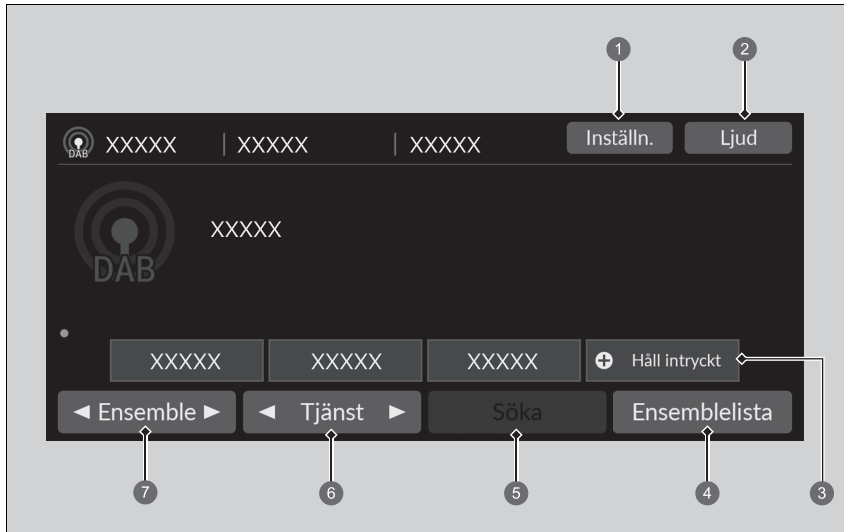 1 2
DAB XXXXX | XXXXX | XXXXX Inställn. Ljud
XXXXX
DAB
XXXXX XXXXX XXXXX Håll intryckt
◄ Ensemble ► ◄ Tjänst ► Söka Ensemblelista
7 6 5 4 3